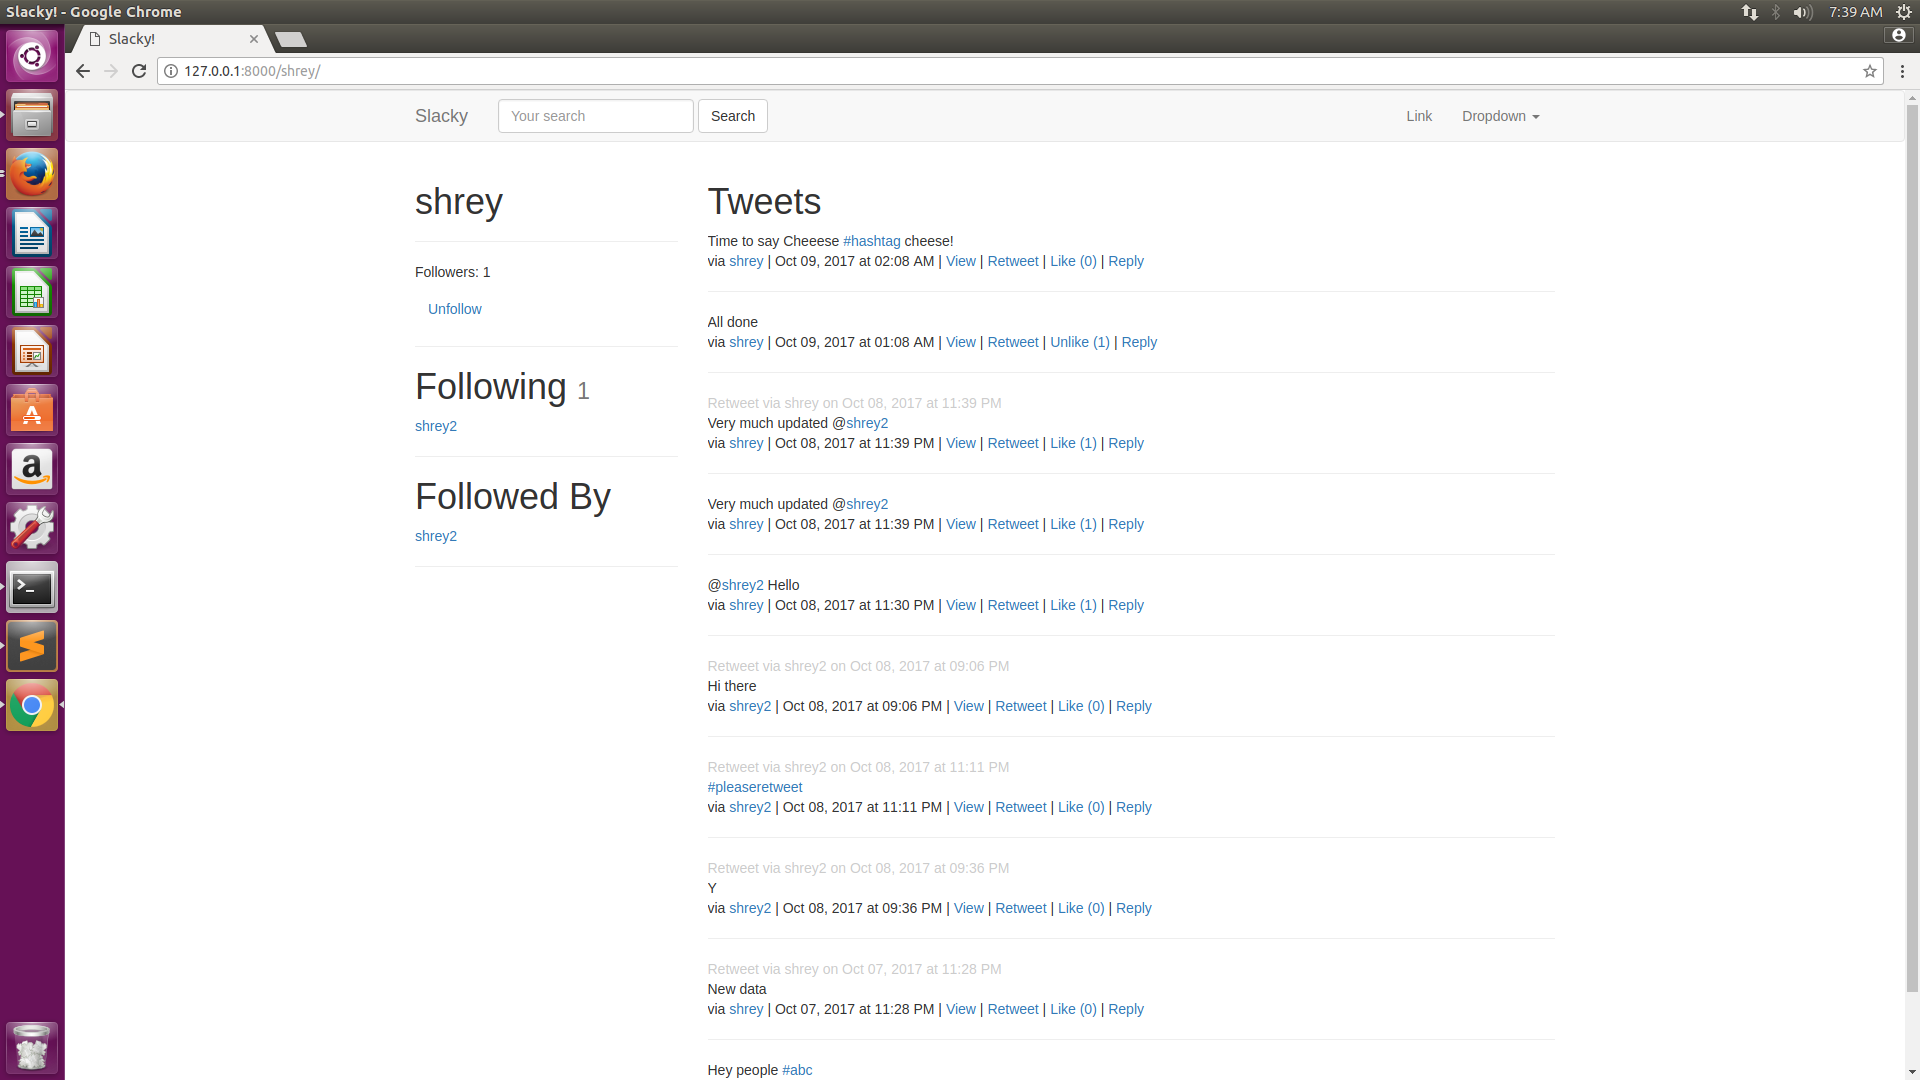 Slacky! - Google Chrome
7:39 AM
Slacky!
127.0.0.1:8000/shrey/
Slacky
Your search
Search
Link
Dropdown
shrey
Followers: 1
Unfollow
Following 1
shrey2
Followed By
shrey2
Tweets
Time to say Cheeese #hashtag cheese!
via shrey | Oct 09, 2017 at 02:08 AM | View | Retweet | Like (0) | Reply
All done
via shrey | Oct 09, 2017 at 01:08 AM | View | Retweet | Unlike (1) | Reply
Retweet via shrey on Oct 08, 2017 at 11:39 PM
Very much updated @shrey2
via shrey | Oct 08, 2017 at 11:39 PM | View | Retweet | Like (1) | Reply
Very much updated @shrey2
via shrey | Oct 08, 2017 at 11:39 PM | View | Retweet | Like (1) | Reply
@shrey2 Hello
via shrey | Oct 08, 2017 at 11:30 PM | View | Retweet | Like (1) | Reply
Retweet via shrey2 on Oct 08, 2017 at 09:06 PM
Hi there
via shrey2 | Oct 08, 2017 at 09:06 PM | View | Retweet | Like (0) | Reply
Retweet via shrey2 on Oct 08, 2017 at 11:11 PM
#pleaseretweet
via shrey2 | Oct 08, 2017 at 11:11 PM | View | Retweet | Like (0) | Reply
Retweet via shrey2 on Oct 08, 2017 at 09:36 PM
Y
via shrey2 | Oct 08, 2017 at 09:36 PM | View | Retweet | Like (0) | Reply
Retweet via shrey on Oct 07, 2017 at 11:28 PM
New data
via shrey | Oct 07, 2017 at 11:28 PM | View | Retweet | Like (0) | Reply
Hey people #abc